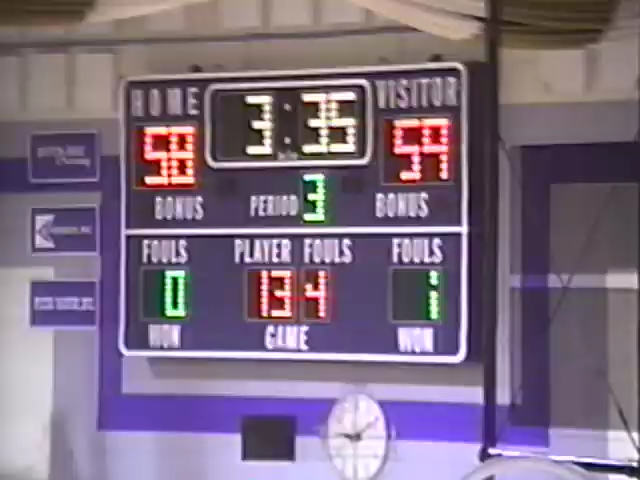 HOME 3:35 VISITOR
58 59
BONUS PERIOD 3 BONUS
FOULS PLAYER FOULS FOULS
0 13 4 1
WON GAME WON